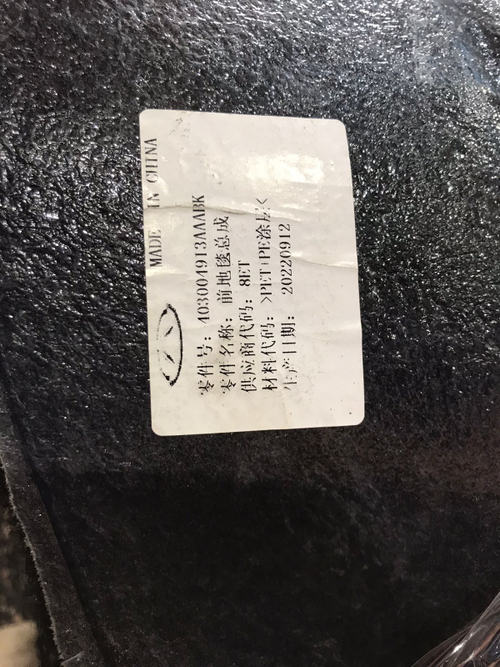 MADE IN CHINA
零件号：403004913AAABK
零件名称：前地毯总成
供应商代码：8ET
材料代码：>PET+PE涂层<
生产日期： 20220912